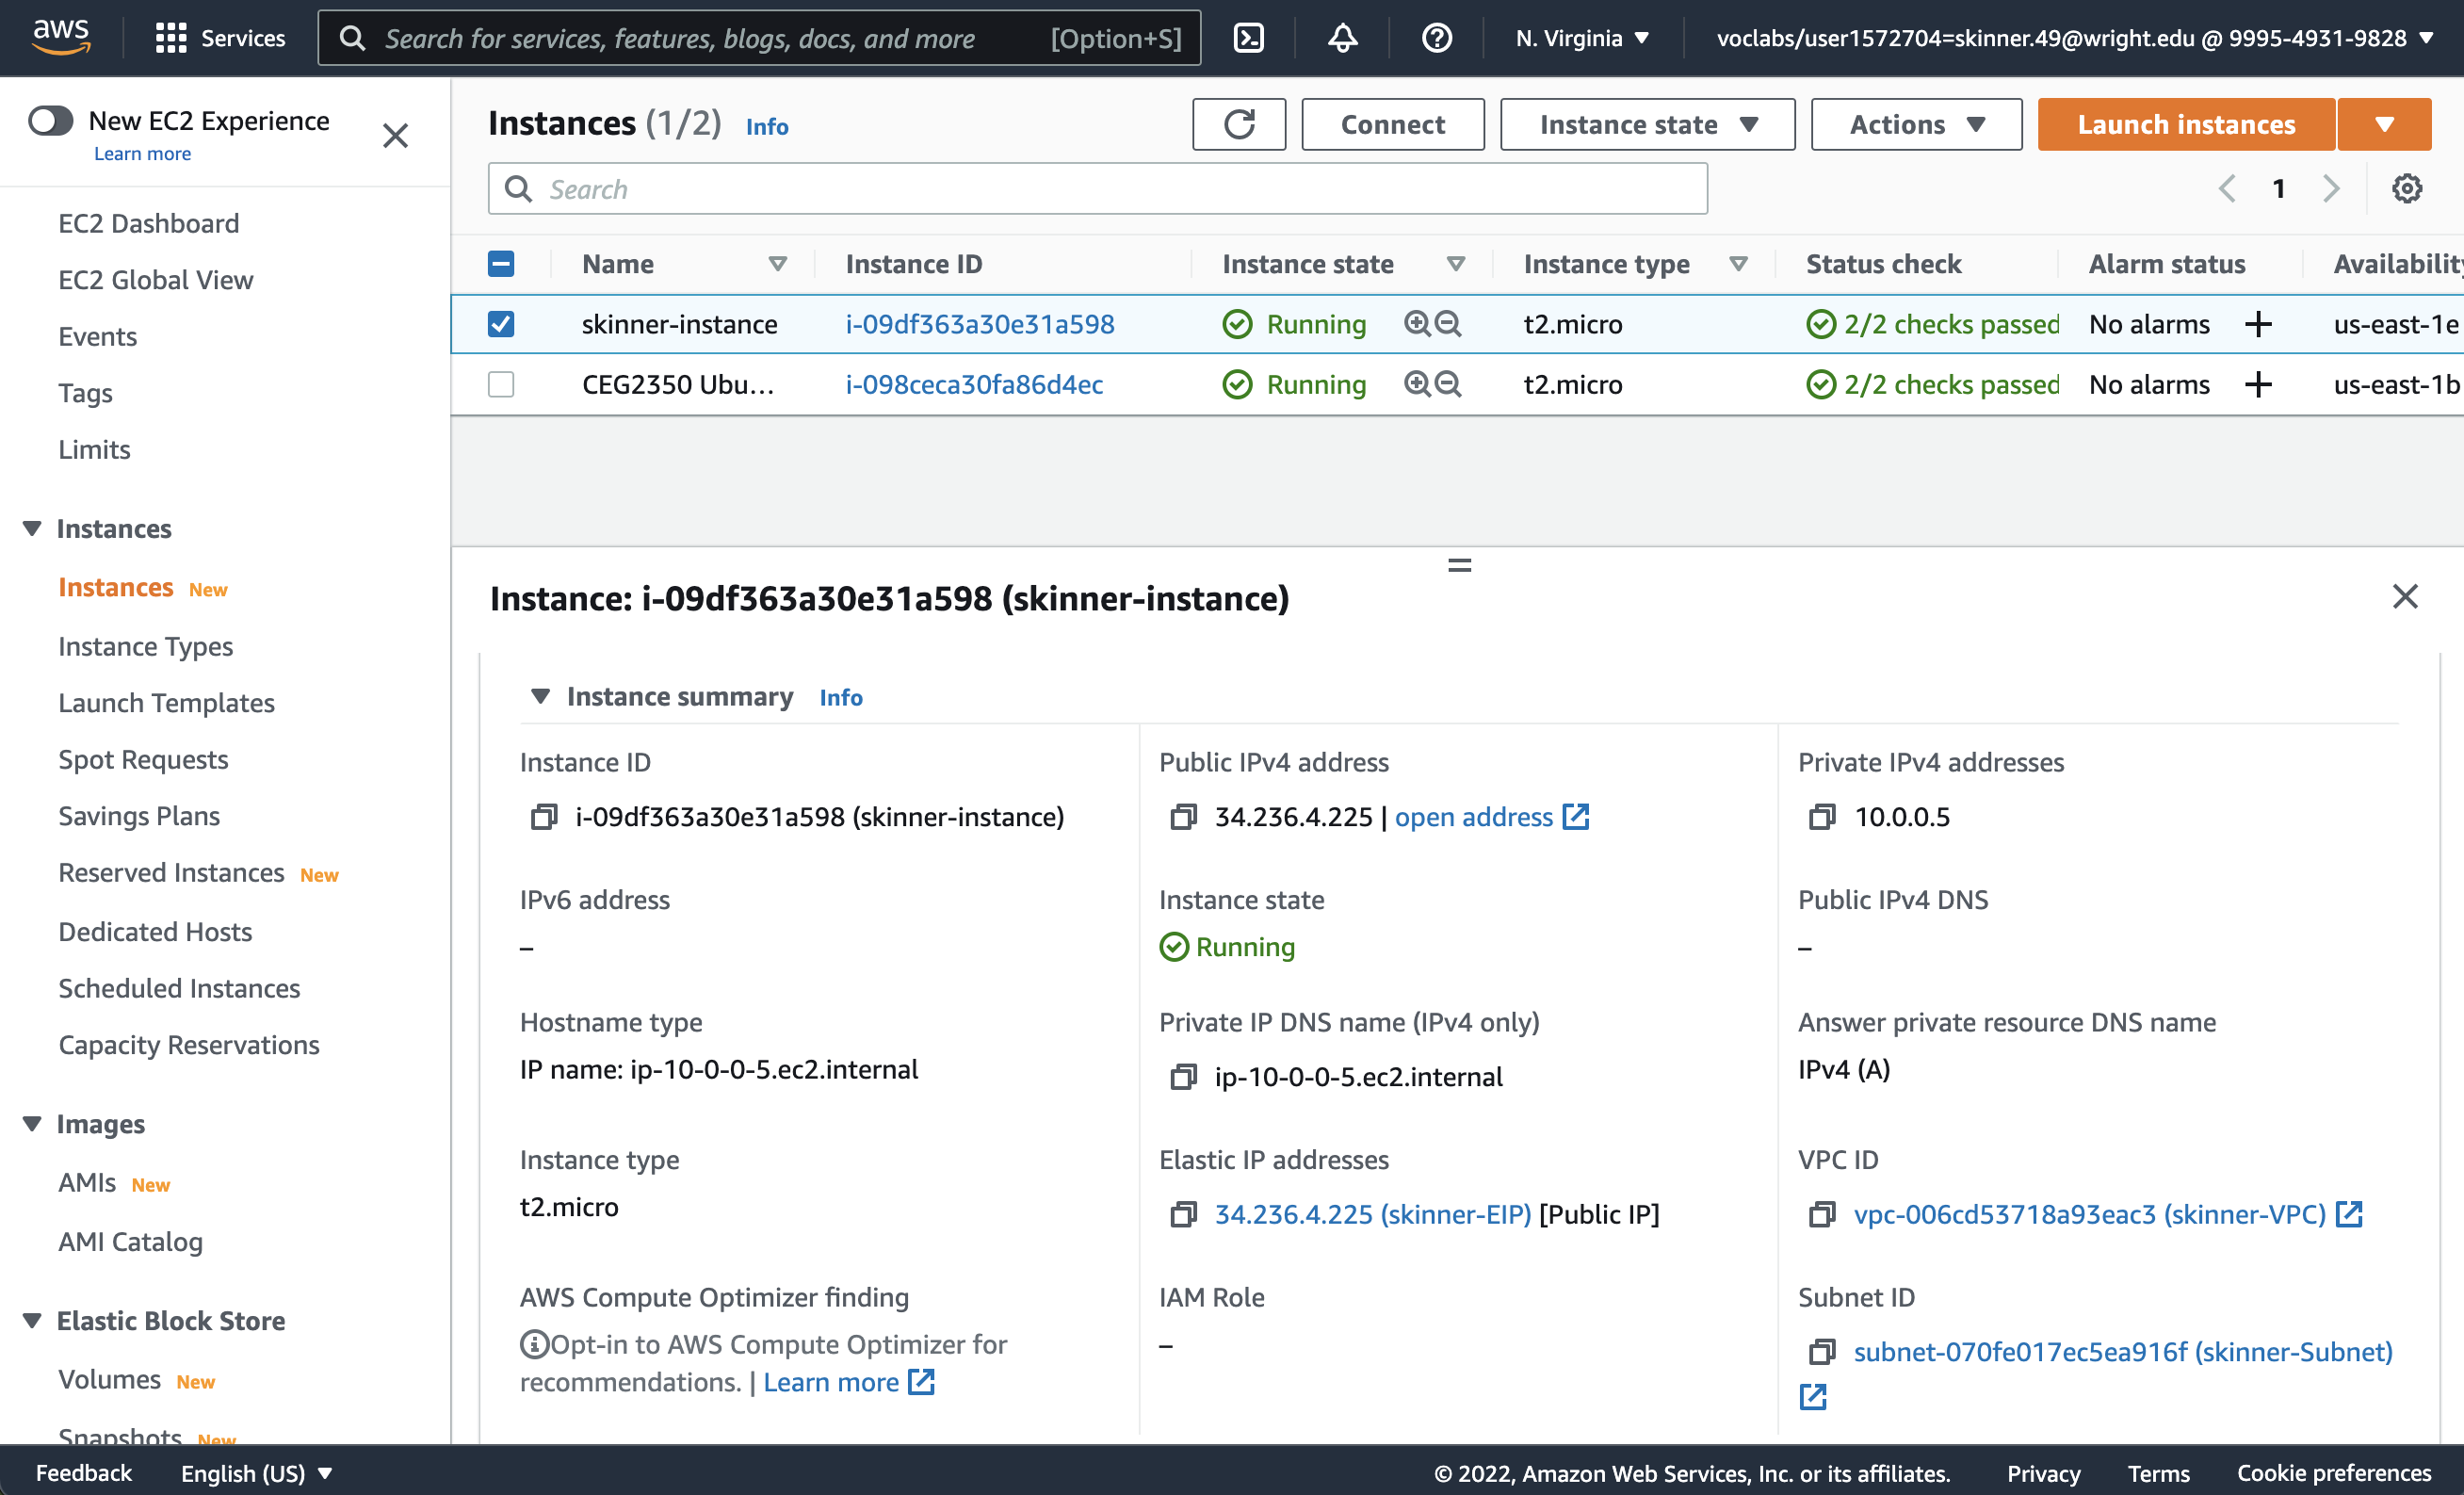 aws
Services
Search for services, features, blogs, docs, and more [Option+S]
N. Virginia
voclabs/user1572704=skinner.49@wright.edu @ 9995-4931-9828
New EC2 Experience
Learn more
EC2 Dashboard
EC2 Global View
Events
Tags
Limits
Instances
Instances New
Instance Types
Launch Templates
Spot Requests
Savings Plans
Reserved Instances New
Dedicated Hosts
Scheduled Instances
Capacity Reservations
Images
AMIs New
AMI Catalog
Elastic Block Store
Volumes New
Snapshots New
Instances (1/2) Info
Connect
Instance state
Actions
Launch instances
Search
1
Name Instance ID Instance state Instance type Status check Alarm status Availability
skinner-instance i-09df363a30e31a598 Running t2.micro 2/2 checks passed No alarms + us-east-1e
CEG2350 Ubu... i-098ceca30fa86d4ec Running t2.micro 2/2 checks passed No alarms + us-east-1b
Instance: i-09df363a30e31a598 (skinner-instance)
Instance summary Info
Instance ID
i-09df363a30e31a598 (skinner-instance)
Public IPv4 address
34.236.4.225 | open address
Private IPv4 addresses
10.0.0.5
IPv6 address
–
Instance state
Running
Public IPv4 DNS
–
Hostname type
IP name: ip-10-0-0-5.ec2.internal
Private IP DNS name (IPv4 only)
ip-10-0-0-5.ec2.internal
Answer private resource DNS name
IPv4 (A)
Instance type
t2.micro
Elastic IP addresses
34.236.4.225 (skinner-EIP) [Public IP]
VPC ID
vpc-006cd53718a93eac3 (skinner-VPC)
AWS Compute Optimizer finding
Opt-in to AWS Compute Optimizer for
recommendations. | Learn more
IAM Role
–
Subnet ID
subnet-070fe017ec5ea916f (skinner-Subnet)
Feedback
English (US)
© 2022, Amazon Web Services, Inc. or its affiliates.
Privacy
Terms
Cookie preferences